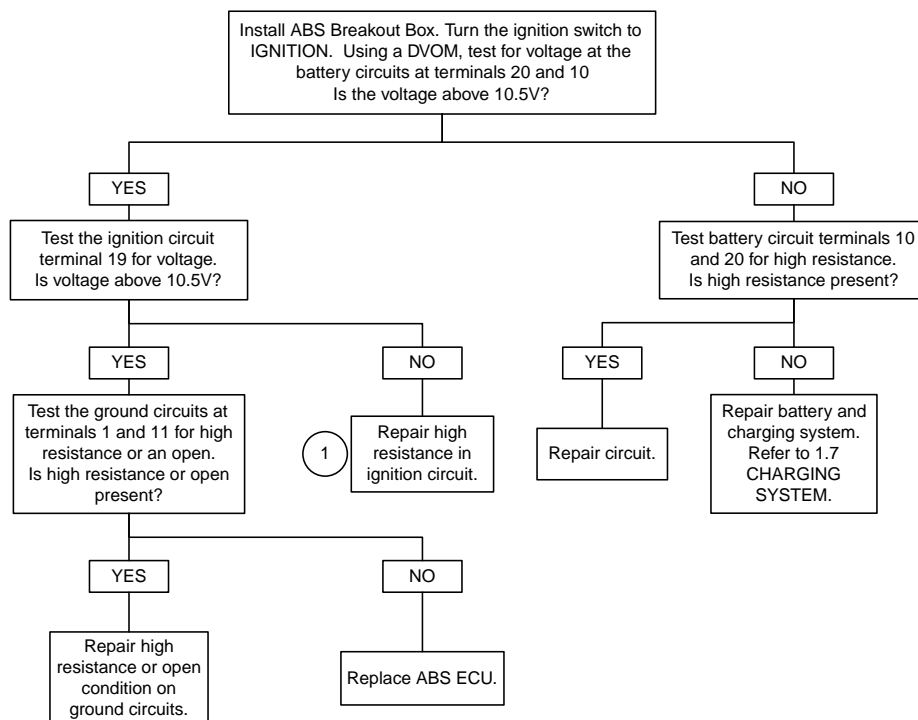 Install ABS Breakout Box. Turn the ignition switch to
IGNITION. Using a DVOM, test for voltage at the
battery circuits at terminals 20 and 10
Is the voltage above 10.5V?
YES
NO
Test the ignition circuit
terminal 19 for voltage.
Is voltage above 10.5V?
Test battery circuit terminals 10
and 20 for high resistance.
Is high resistance present?
YES
NO
YES
NO
Test the ground circuits at
terminals 1 and 11 for high
resistance or an open.
Is high resistance or open
present?
1
Repair high
resistance in
ignition circuit.
Repair circuit.
Repair battery and
charging system.
Refer to 1.7
CHARGING
SYSTEM.
YES
NO
Repair high
resistance or open
condition on
ground circuits.
Replace ABS ECU.